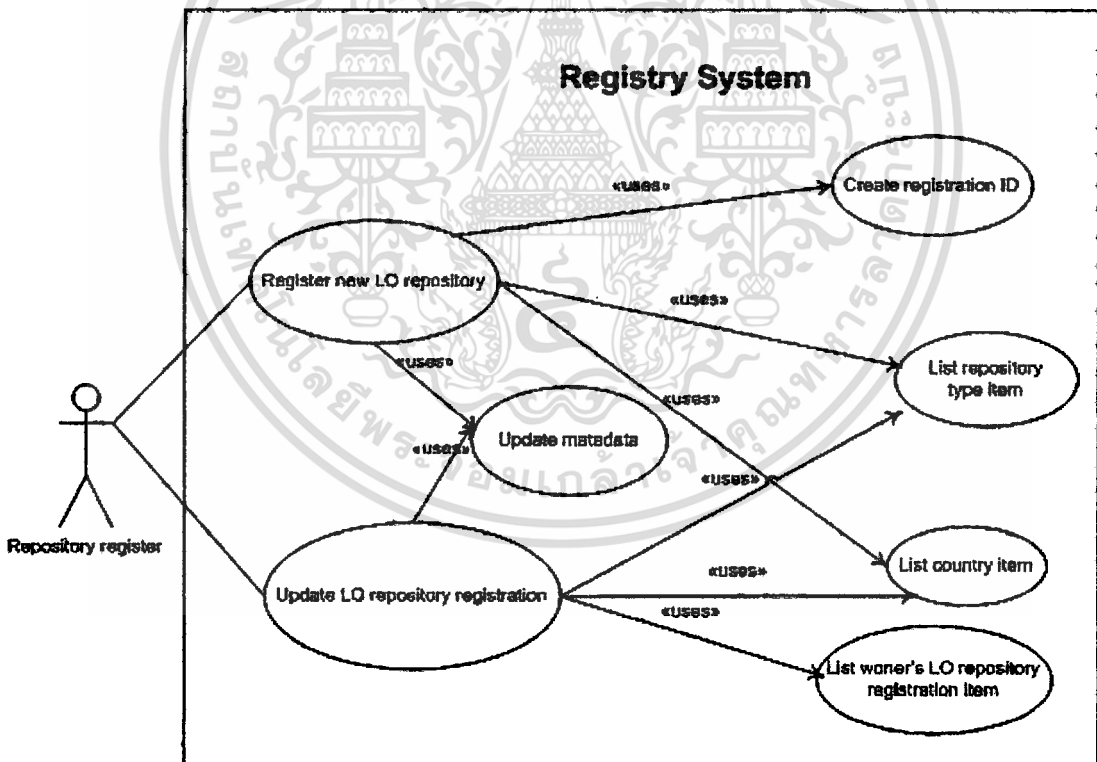 Registry System
«uses»
Create registration ID
Register new LO repository
«uses»
«uses»
List repository
type item
«uses»
Update matadata
«uses»
«uses»
Repository register
Update LO repository registration
«uses»
List country item
«uses»
List woner's LO repository
registration item